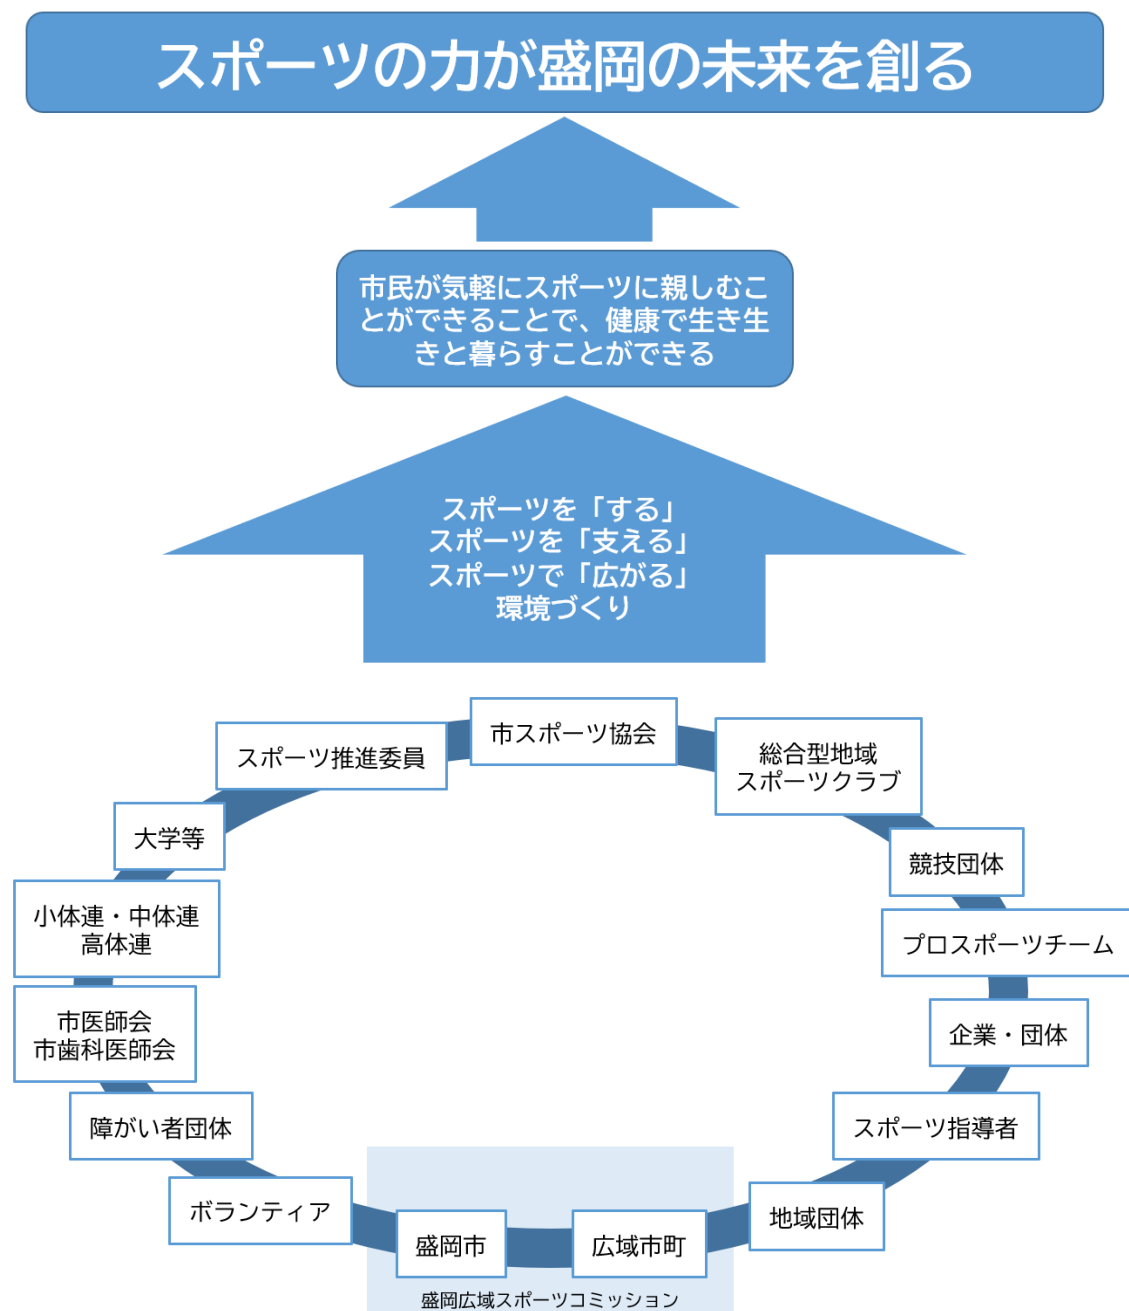 スポーツの力が盛岡の未来を創る
市民が気軽にスポーツに親しむこ
とができることで、健康で生き生
きと暮らすことができる
スポーツを「する」
スポーツを「支える」
スポーツで「広がる」
環境づくり
市スポーツ協会
スポーツ推進委員
総合型地域
スポーツクラブ
大学等
競技団体
小体連・中体連
高体連
プロスポーツチーム
市医師会
市歯科医師会
企業・団体
障がい者団体
スポーツ指導者
ボランティア
地域団体
盛岡市
広域市町
盛岡広域スポーツコミッション